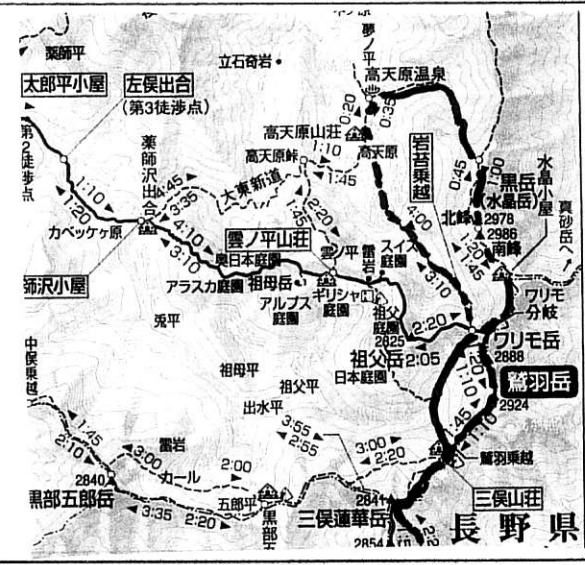 夢ノ平
薬師平
立石奇岩
高天原温泉
太郎平小屋
左俣出合
(第3徒渉点)
第2徒渉点
0:20
0:35
高天原山荘
高天原
高天原峠
1:10
1:45
岩苔乗越
薬師沢出合
大東新道
4:45
3:35
1:10
1:20
カベッケヶ原
1:45
2:20
4:00
3:10
0:45
1:00
黒岳
(水晶岳)
水晶小屋
真砂岳へ
北峰
2978
2986
南峰
1:20
1:45
4:10
3:10
雲ノ平山荘
奥日本庭園
雲ノ平
雷岩
スイス
庭園
師沢小屋
アラスカ庭園
祖母岳
アルプス
庭園
ギリシャ
庭園
祖父
庭園
2825
2:20
ワリモ
分岐
ワリモ岳
2888
兎平
祖父岳
2:05
日本庭園
1:10
鷲羽岳
2924
中俣乗越
祖母平
祖父平
出水平
3:55
2:55
1:45
1:10
鷲羽乗越
1:45
2:10
雷岩
3:00
カール
2:00
3:00
2:20
2840
黒部五郎岳
五郎平
3:35
2:20
黒部五
三俣蓮華岳
2841
2854
三俣山荘
長野県